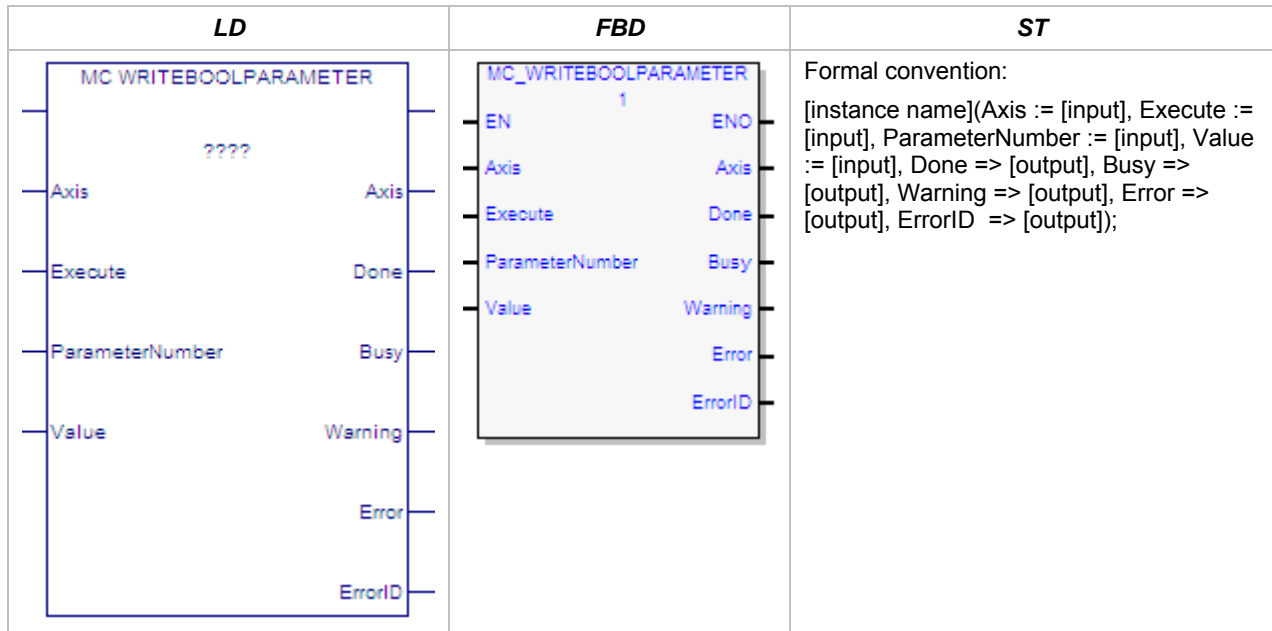 LD
FBD
ST
MC WRITEBOOLPARAMETER
????
Axis Axis
Execute Done
ParameterNumber Busy
Value Warning
Error
ErrorID
MC_WRITEBOOLPARAMETER
1
EN ENO
Axis Axis
Execute Done
ParameterNumber Busy
Value Warning
Error
ErrorID
Formal convention:
[instance name](Axis := [input], Execute :=
[input], ParameterNumber := [input], Value
:= [input], Done => [output], Busy =>
[output], Warning => [output], Error =>
[output], ErrorID => [output]);